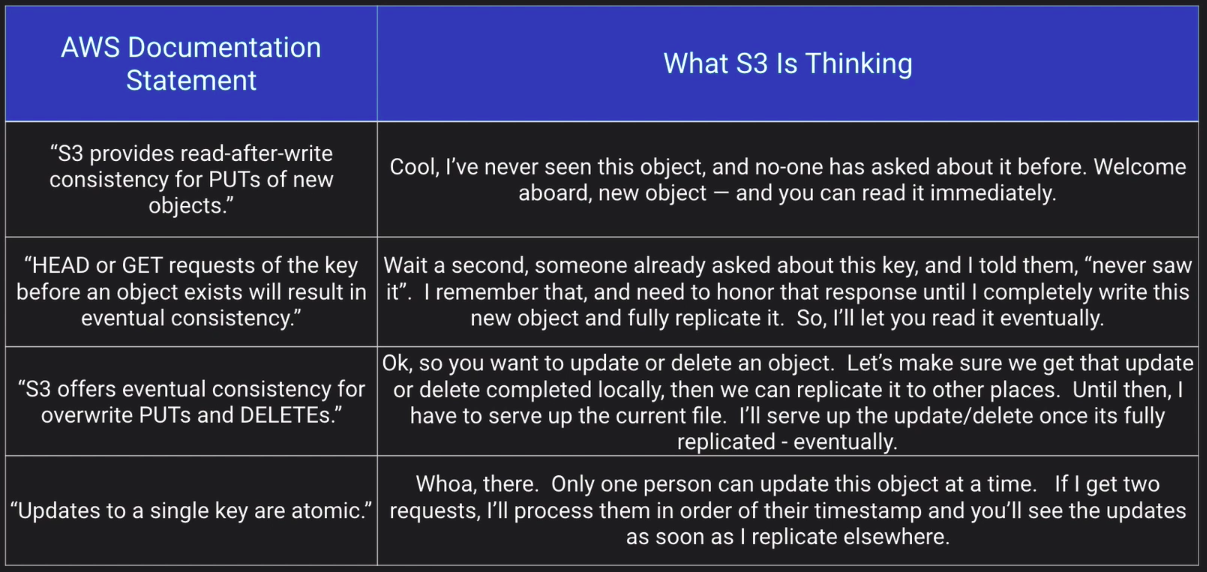 AWS Documentation
Statement
What S3 Is Thinking
“S3 provides read-after-write
consistency for PUTs of new
objects.”
Cool, I’ve never seen this object, and no-one has asked about it before. Welcome
aboard, new object — and you can read it immediately.
“HEAD or GET requests of the key
before an object exists will result in
eventual consistency.”
Wait a second, someone already asked about this key, and I told them, “never saw
it”.  I remember that, and need to honor that response until I completely write this
new object and fully replicate it.  So, I’ll let you read it eventually.
“S3 offers eventual consistency for
overwrite PUTs and DELETEs.”
Ok, so you want to update or delete an object.  Let’s make sure we get that update
or delete completed locally, then we can replicate it to other places.  Until then, I
have to serve up the current file.  I’ll serve up the update/delete once its fully
replicated - eventually.
“Updates to a single key are atomic.”
Whoa, there.  Only one person can update this object at a time.   If I get two
requests, I’ll process them in order of their timestamp and you’ll see the updates
as soon as I replicate elsewhere.